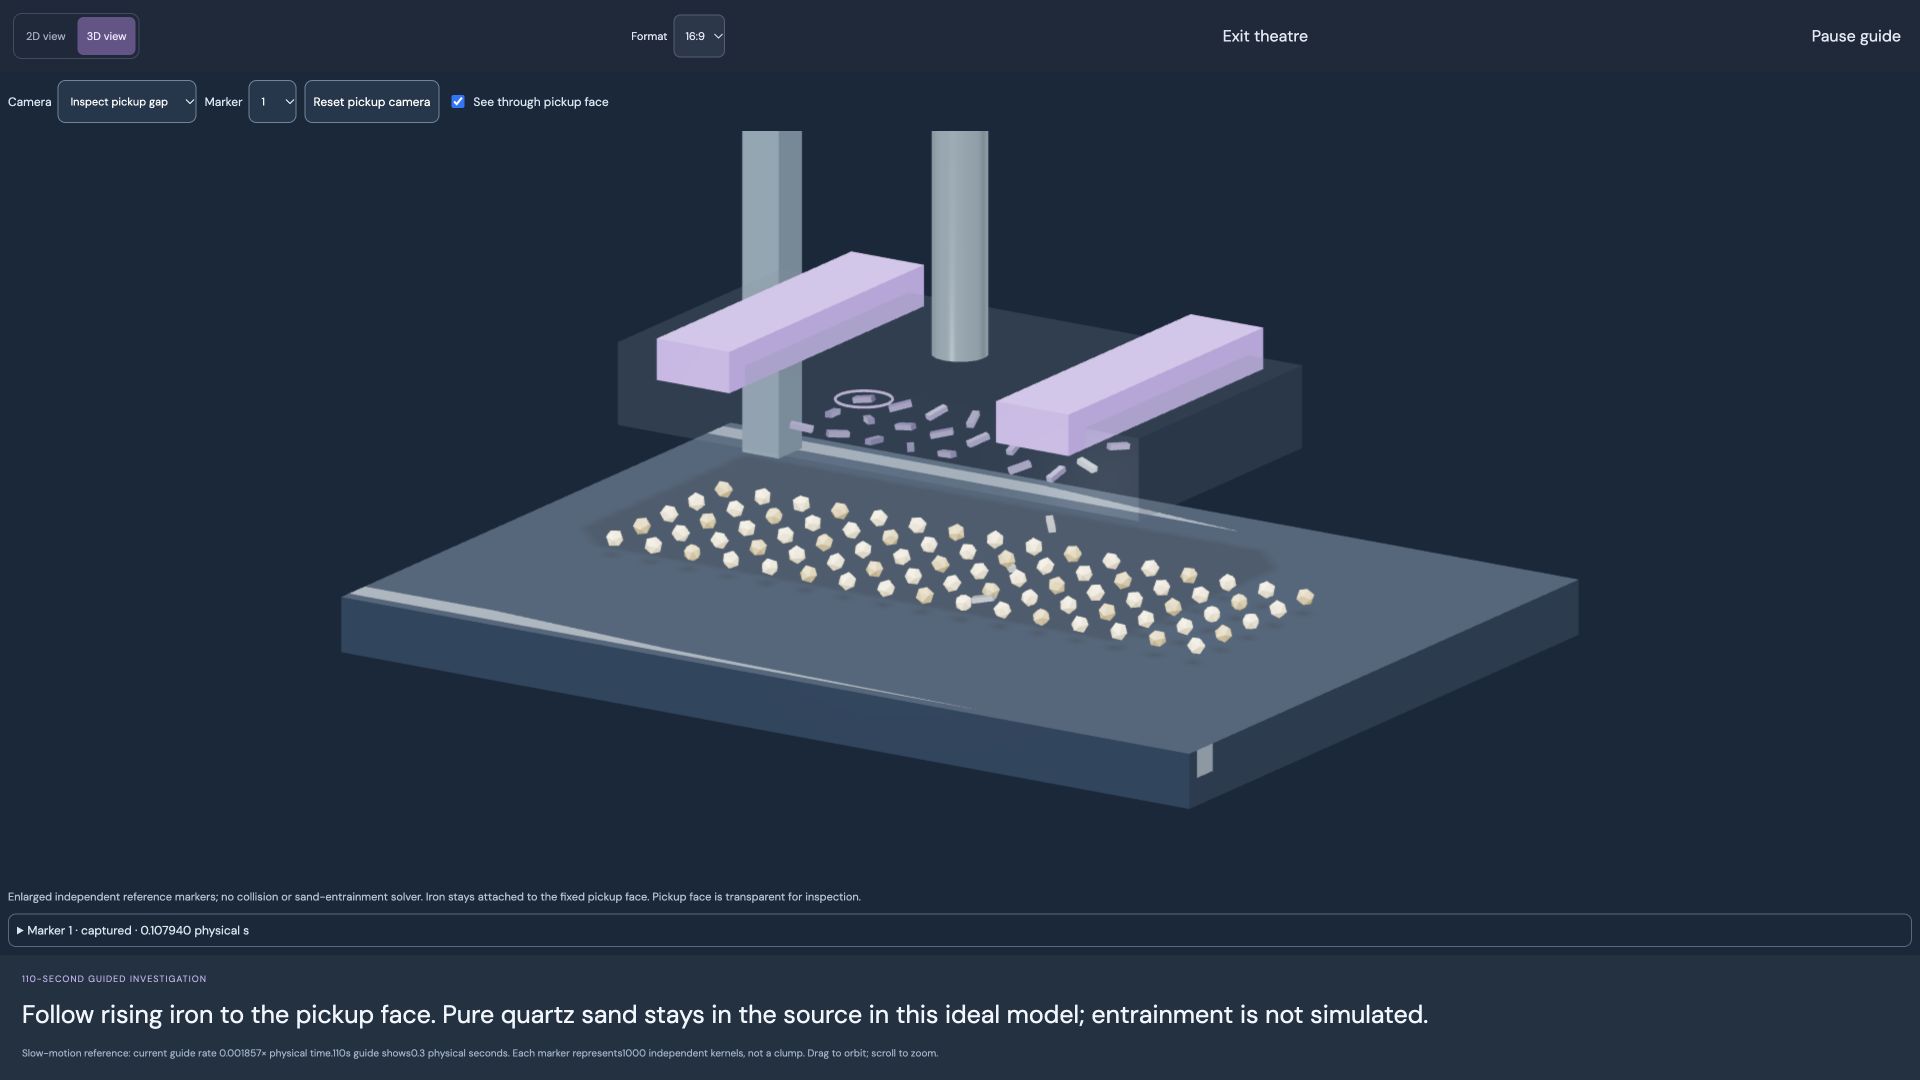 2D view 3D view Format 16:9 Exit theatre Pause guide
Camera Inspect pickup gap Marker 1 Reset pickup camera See through pickup face
Enlarged independent reference markers; no collision or sand-entrainment solver. Iron stays attached to the fixed pickup face. Pickup face is transparent for inspection.
Marker 1 · captured · 0.107940 physical s
110-SECOND GUIDED INVESTIGATION
Follow rising iron to the pickup face. Pure quartz sand stays in the source in this ideal model; entrainment is not simulated.
Slow-motion reference: current guide rate 0.001857× physical time.110s guide shows0.3 physical seconds. Each marker represents1000 independent kernels, not a clump. Drag to orbit; scroll to zoom.